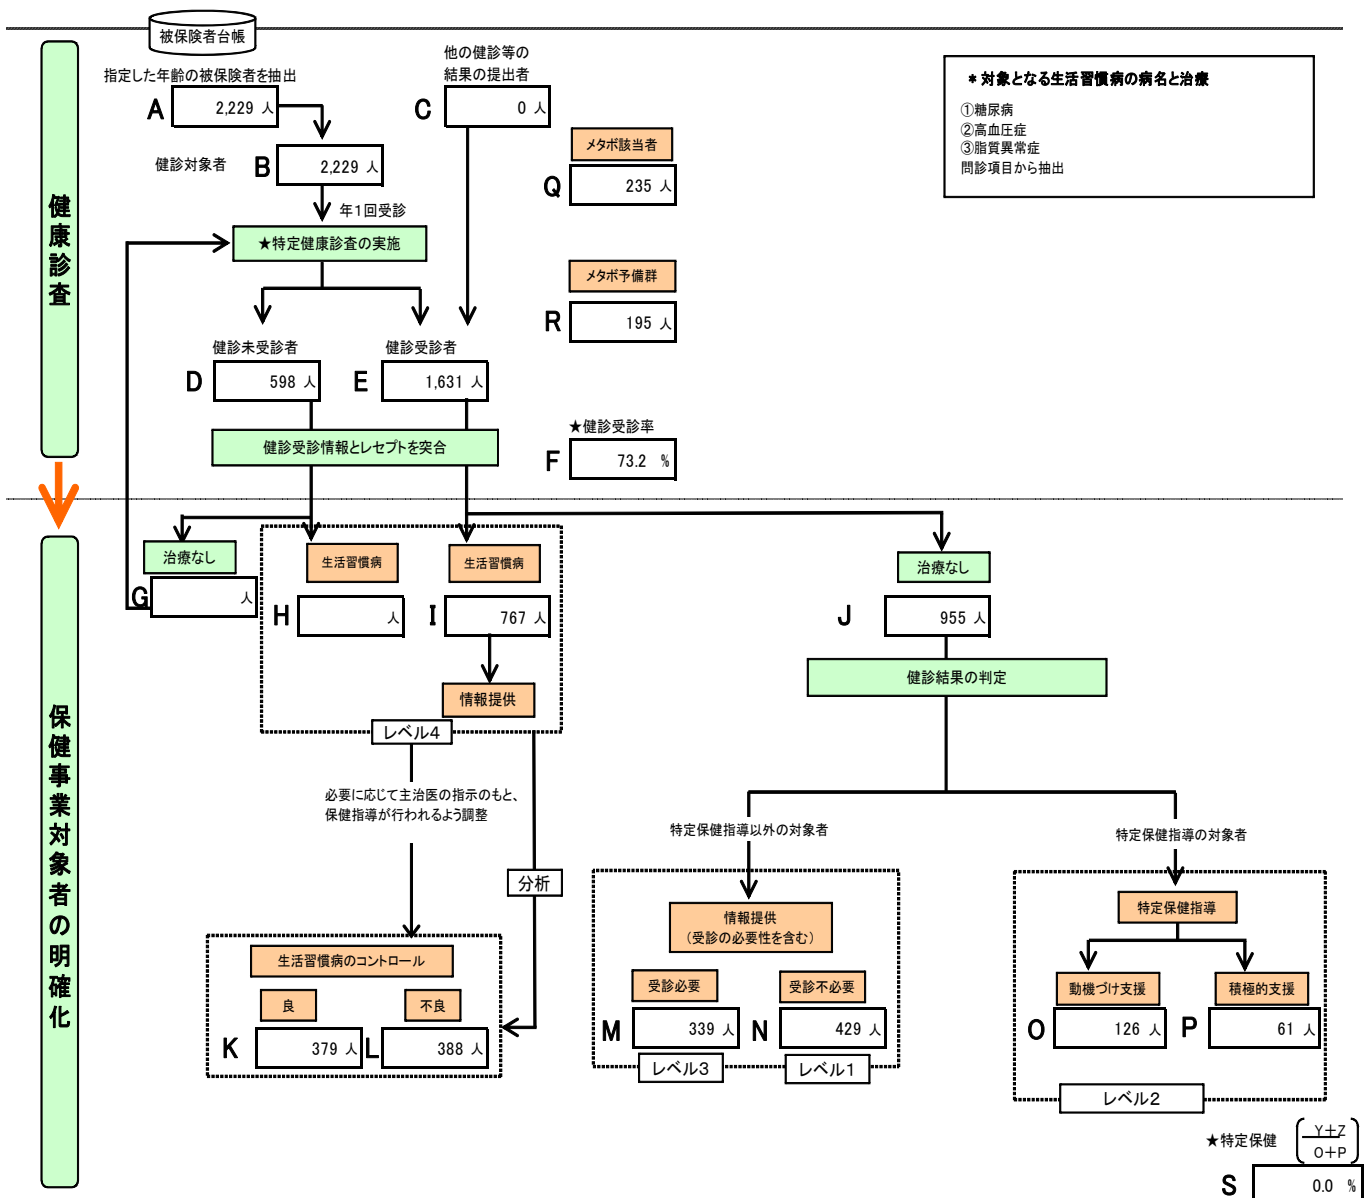 被保険者台帳
指定した年齢の被保険者を抽出
他の健診等の
結果の提出者
A 2,229 人
C 0 人
＊対象となる生活習慣病の病名と治療
①糖尿病
②高血圧症
③脂質異常症
問診項目から抽出
健診対象者 B 2,229 人
メタボ該当者
Q 235 人
年1回受診
★特定健康診査の実施
メタボ予備群
R 195 人
健診未受診者
健診受診者
D 598 人
E 1,631 人
健診受診情報とレセプトを突合
★健診受診率
F 73.2 %
健康診査
治療なし
生活習慣病
生活習慣病
治療なし
G 人
H 人
I 767 人
J 955 人
健診結果の判定
情報提供
レベル4
必要に応じて主治医の指示のもと、
保健指導が行われるよう調整
特定保健指導以外の対象者
特定保健指導の対象者
分析
情報提供
（受診の必要性を含む）
特定保健指導
生活習慣病のコントロール
受診必要
受診不必要
動機づけ支援
積極的支援
良
不良
K 379 人
L 388 人
M 339 人
N 429 人
O 126 人
P 61 人
レベル3
レベル1
レベル2
保健事業対象者の明確化
★特定保健
Y＋Z
O＋P
S 0.0 %